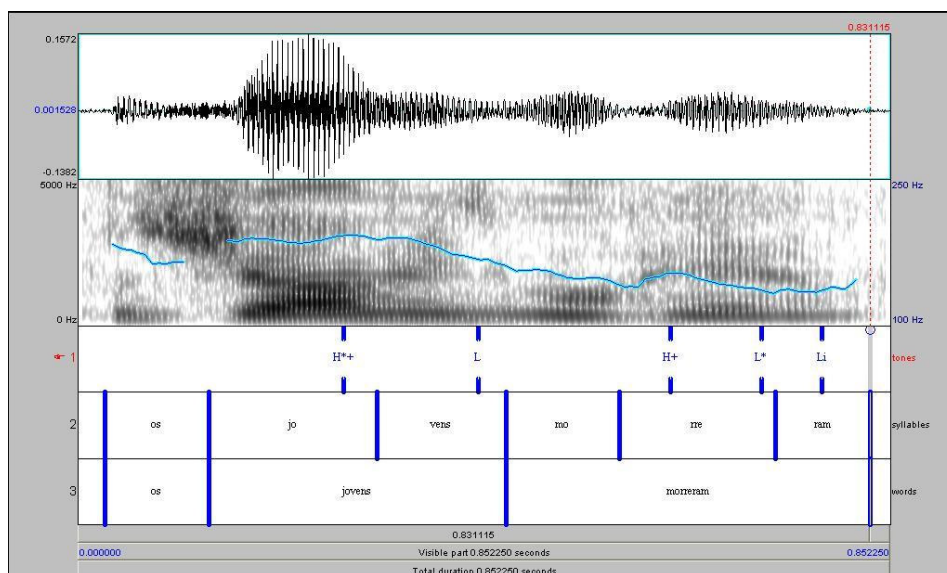 0.831115
0.1572
0.001528
-0.1382
5000 Hz 250 Hz
0 Hz 100 Hz
1 H*+ L H+ L* Li tones
2 os jo vens mo rre ram syllables
3 os jovens morreram words
0.831115
0.000000 Visible part 0.852250 seconds 0.852250
Total duration 0.852250 seconds